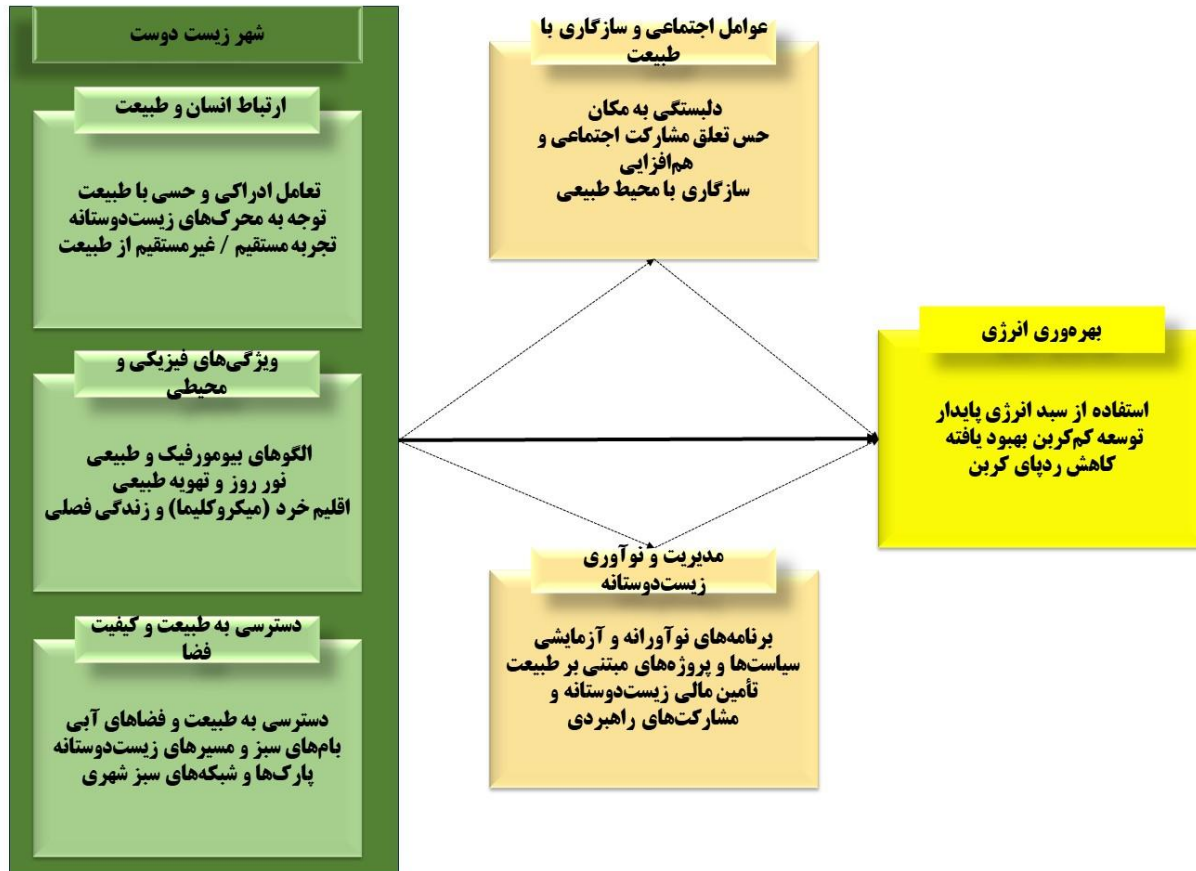 شهر زیست دوست
ارتباط انسان و طبیعت
تعامل ادراکی و حسی با طبیعت
توجه به محرک‌های زیست‌دوستانه
تجربه مستقیم / غیرمستقیم از طبیعت
ویژگی‌های فیزیکی و
محیطی
الگوهای بیومورفیک و طبیعی
نور روز و تهویه طبیعی
اقلیم خرد (میکروکلیما) و زندگی فصلی
دسترسی به طبیعت و کیفیت
فضا
دسترسی به طبیعت و فضاهای آبی
بام‌های سبز و مسیرهای زیست‌دوستانه
پارک‌ها و شبکه‌های سبز شهری
عوامل اجتماعی و سازگاری با
طبیعت
دلبستگی به مکان
حس تعلق مشارکت اجتماعی و
هم‌افزایی
سازگاری با محیط طبیعی
مدیریت و نوآوری
زیست‌دوستانه
برنامه‌های نوآورانه و آزمایشی
سیاست‌ها و پروژه‌های مبتنی بر طبیعت
تأمین مالی زیست‌دوستانه و
مشارکت‌های راهبردی
بهره‌وری انرژی
استفاده از سبد انرژی پایدار
توسعه کم‌کربن بهبود یافته
کاهش ردپای کربن